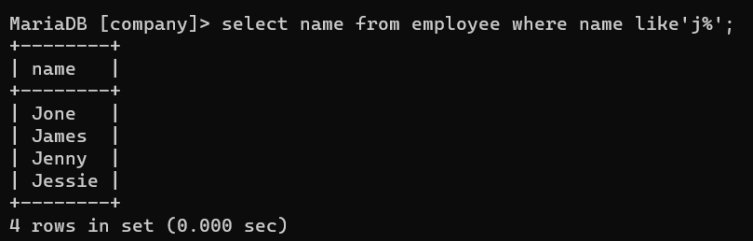 MariaDB [company]> select name from employee where name like'j%';
+--------+
| name   |
+--------+
| Jone   |
| James  |
| Jenny  |
| Jessie |
+--------+
4 rows in set (0.000 sec)